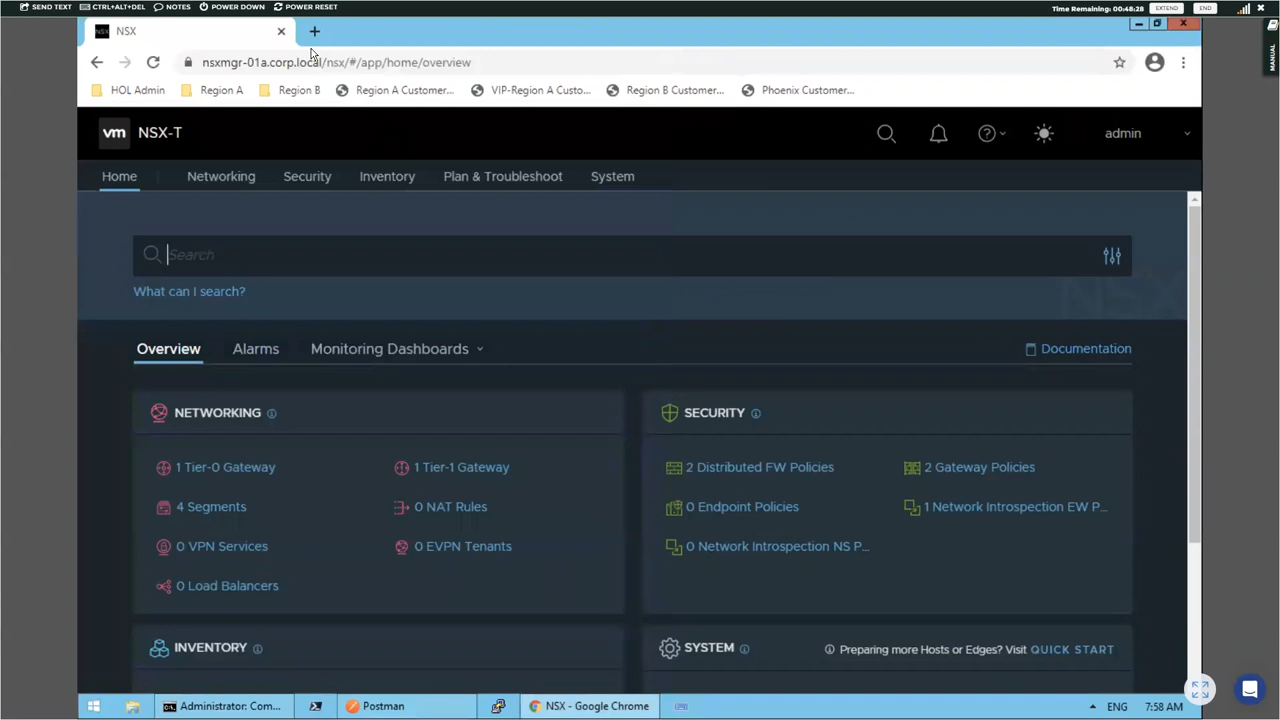 SEND TEXT CTRL+ALT+DEL NOTES POWER DOWN POWER RESET Time Remaining: 00:48:28 EXTEND END
MANUAL
NSX NSX
nsxmgr-01a.corp.local/nsx/#/app/home/overview
HOL Admin Region A Region B Region A Customer... VIP-Region A Custo... Region B Customer... Phoenix Customer...
vm NSX-T admin
Home Networking Security Inventory Plan & Troubleshoot System
Search
What can I search?
NSX
Overview Alarms Monitoring Dashboards Documentation
NETWORKING SECURITY
1 Tier-0 Gateway 1 Tier-1 Gateway 2 Distributed FW Policies 2 Gateway Policies
4 Segments 0 NAT Rules 0 Endpoint Policies 1 Network Introspection EW P...
0 VPN Services 0 EVPN Tenants 0 Network Introspection NS P...
0 Load Balancers
INVENTORY SYSTEM Preparing more Hosts or Edges? Visit QUICK START
Administrator: Com... Postman NSX - Google Chrome ENG 7:58 AM